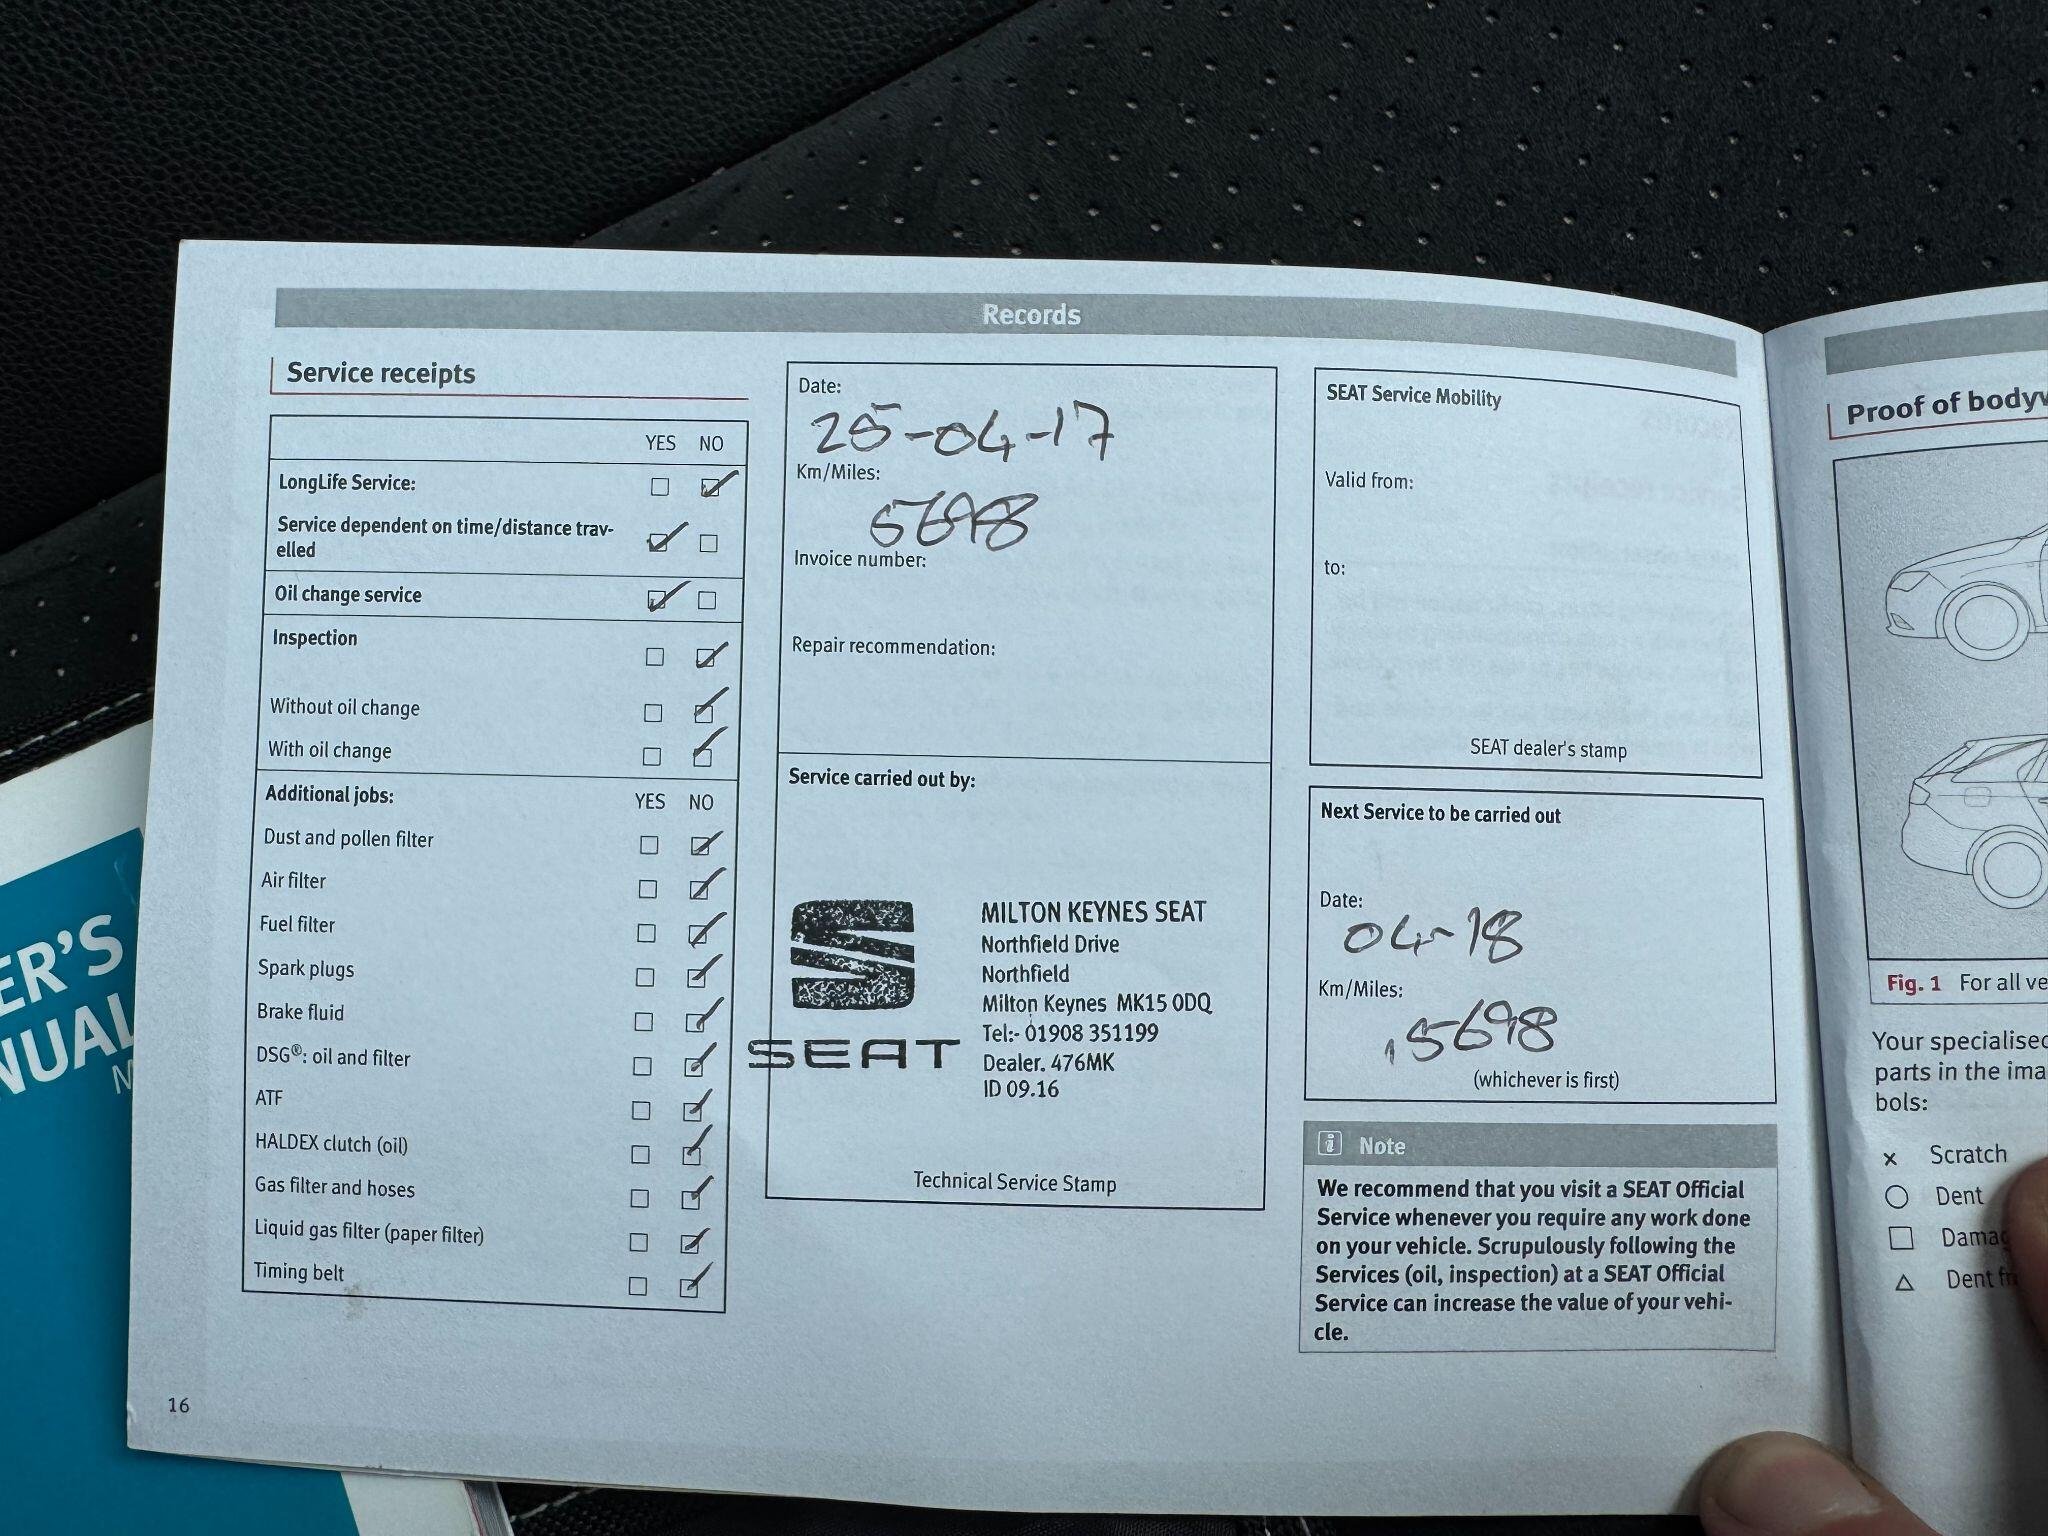 Records
Service receipts
YES NO
LongLife Service:
Service dependent on time/distance trav-
elled
Oil change service
Inspection
Without oil change
With oil change
Additional jobs: YES NO
Dust and pollen filter
Air filter
Fuel filter
Spark plugs
Brake fluid
DSG®: oil and filter
ATF
HALDEX clutch (oil)
Gas filter and hoses
Liquid gas filter (paper filter)
Timing belt
16
Date:
25-04-17
Km/Miles:
5698
Invoice number:
Repair recommendation:
Service carried out by:
SEAT
MILTON KEYNES SEAT
Northfield Drive
Northfield
Milton Keynes MK15 0DQ
Tel:- 01908 351199
Dealer. 476MK
ID 09.16
Technical Service Stamp
SEAT Service Mobility
Valid from:
to:
SEAT dealer's stamp
Next Service to be carried out
Date:
04-18
Km/Miles:
15698
(whichever is first)
i Note
We recommend that you visit a SEAT Official
Service whenever you require any work done
on your vehicle. Scrupulously following the
Services (oil, inspection) at a SEAT Official
Service can increase the value of your vehi-
cle.
Proof of bodyw
Fig. 1 For all ve
Your specialised
parts in the ima
bols:
x Scratch
Dent
Damag
Dent fr
ER'S
NUAL
M